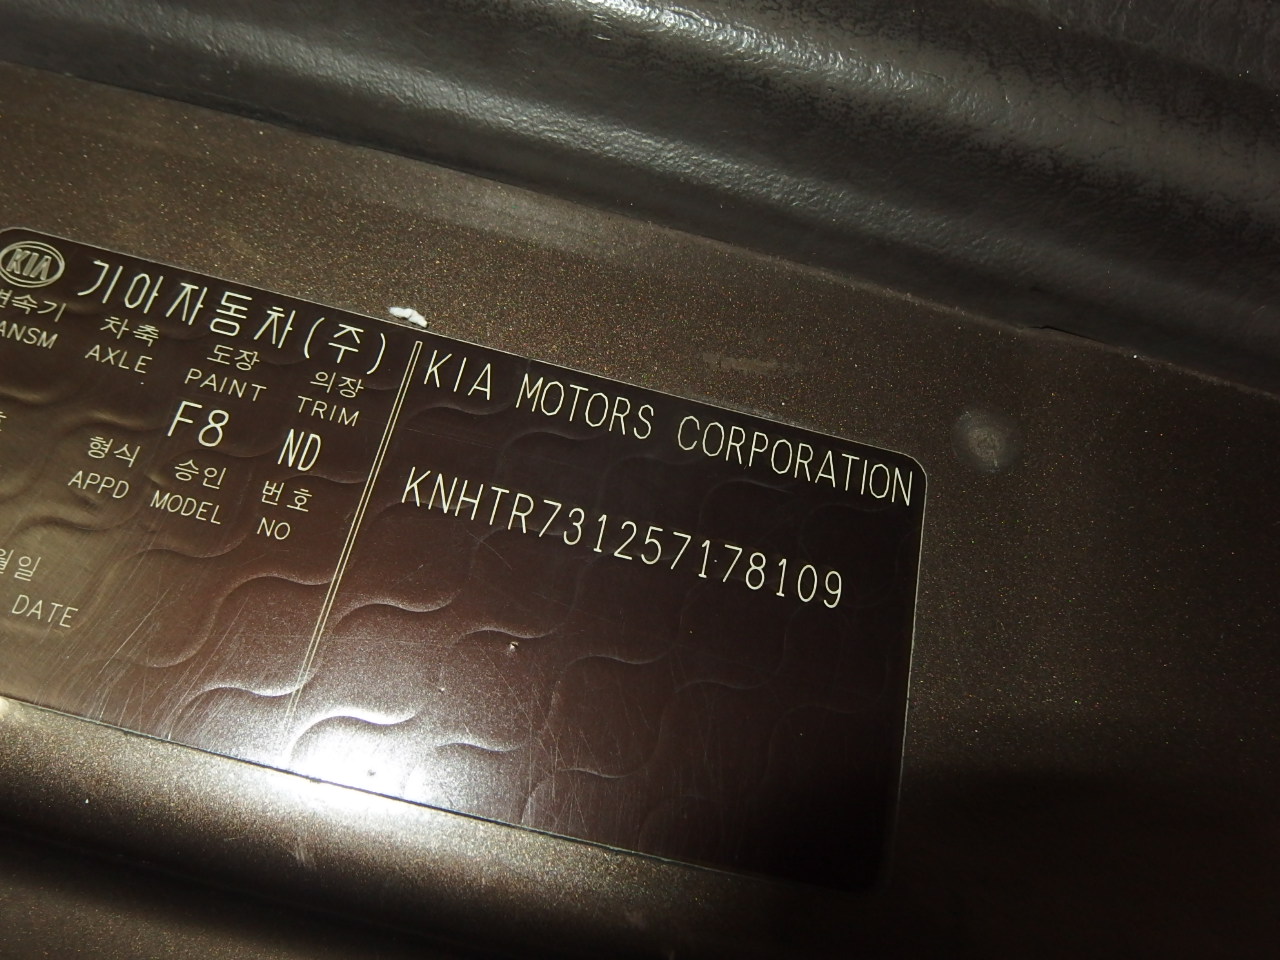 KIA 기아자동차(주) KIA MOTORS CORPORATION
변속기 차축 도장 의장
ANSM AXLE PAINT TRIM
F8 ND
KNHTR731257178109
형식 승인 번호
APPD MODEL NO
월일
DATE